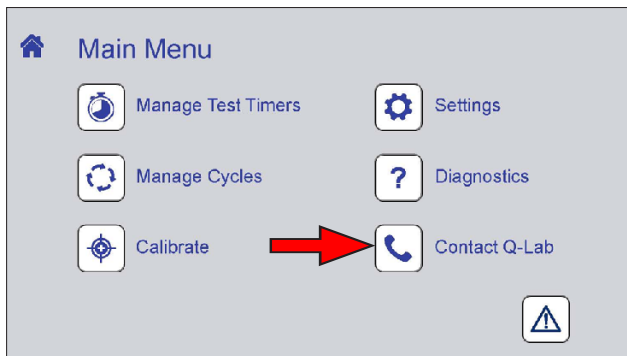 Main Menu
Manage Test Timers
Settings
Manage Cycles
?
Diagnostics
Calibrate
Contact Q-Lab
!